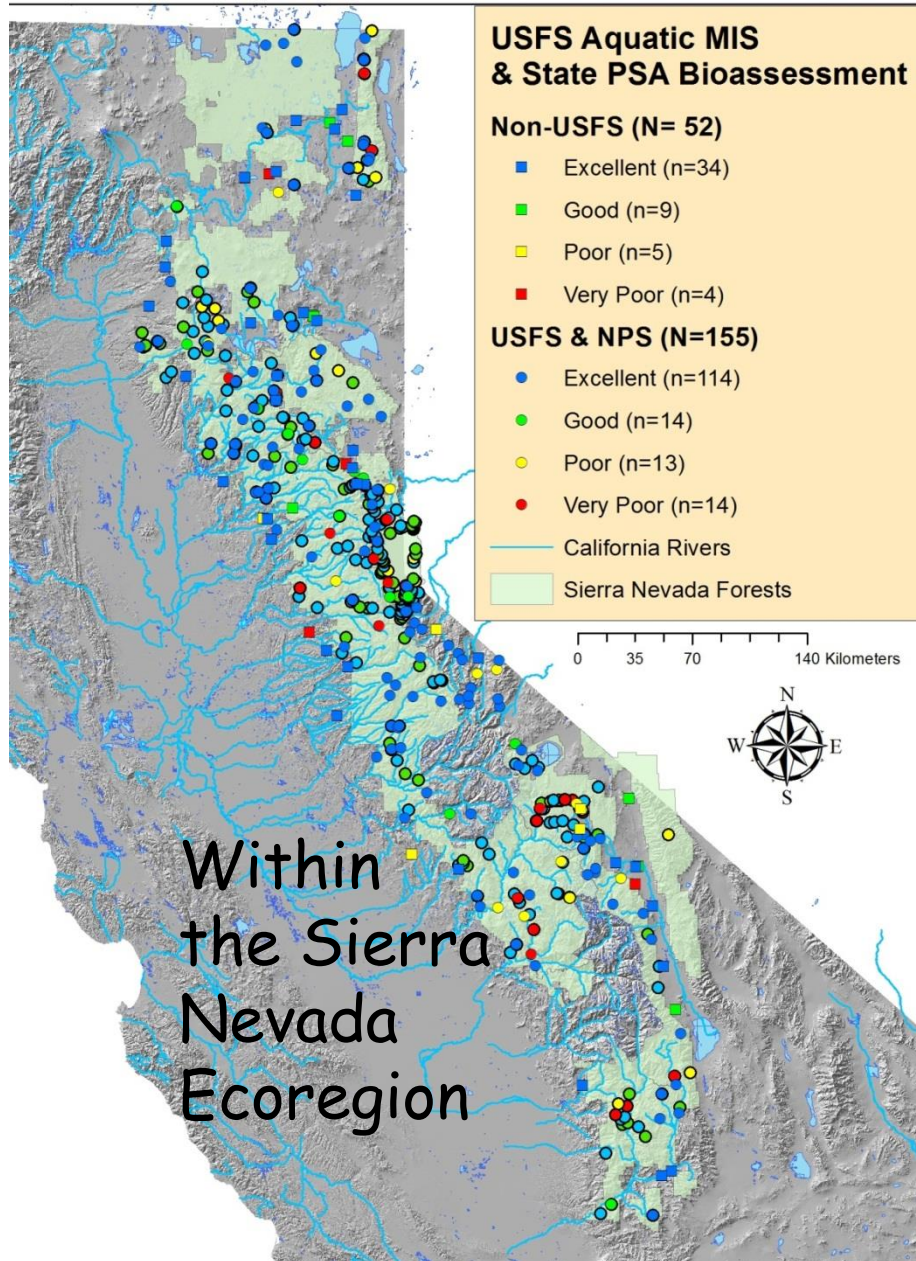 USFS Aquatic MIS
& State PSA Bioassessment
Non-USFS (N= 52)
Excellent (n=34)
Good (n=9)
Poor (n=5)
Very Poor (n=4)
USFS & NPS (N=155)
Excellent (n=114)
Good (n=14)
Poor (n=13)
Very Poor (n=14)
California Rivers
Sierra Nevada Forests
0 35 70 140 Kilometers
N
W E
S
Within
the Sierra
Nevada
Ecoregion